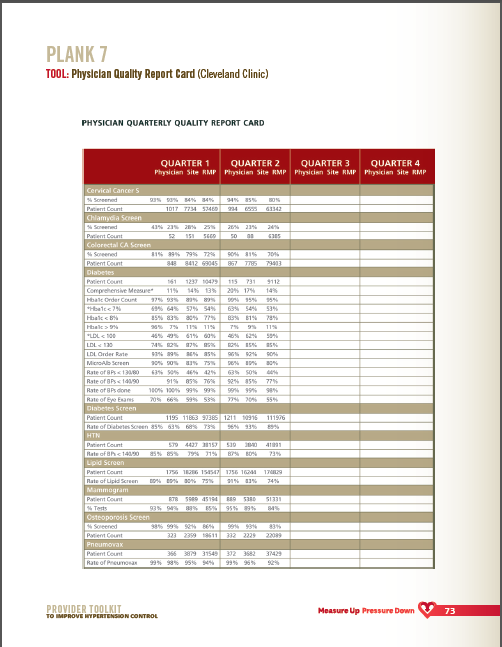 PLANK 7
TOOL: Physician Quality Report Card (Cleveland Clinic)
PHYSICIAN QUARTERLY QUALITY REPORT CARD
QUARTER 1 QUARTER 2 QUARTER 3 QUARTER 4
Physician Site RMP Physician Site RMP Physician Site RMP Physician Site RMP
Cervical Cancer S
% Screened 93% 93% 84% 84% 94% 85% 80%
Patient Count 1017 7734 57469 994 6555 63342
Chlamydia Screen
% Screened 43% 23% 28% 25% 26% 23% 24%
Patient Count 52 151 5669 50 88 6385
Colorectal CA Screen
% Screened 81% 89% 79% 72% 90% 81% 70%
Patient Count 848 8412 69045 867 7785 79403
Diabetes
Patient Count 161 1237 10479 115 731 9112
Comprehensive Measure* 11% 14% 13% 20% 17% 14%
Hba1c Order Count 97% 93% 89% 89% 99% 95% 95%
*Hba1c < 7% 69% 64% 57% 54% 63% 54% 53%
Hba1c < 8% 85% 83% 80% 77% 83% 81% 78%
Hba1c > 9% 96% 7% 11% 11% 7% 9% 11%
*LDL < 100 46% 49% 61% 60% 46% 62% 59%
LDL < 130 74% 82% 87% 85% 82% 85% 85%
LDL Order Rate 93% 89% 86% 85% 96% 92% 90%
MicroAlb Screen 90% 90% 83% 75% 96% 89% 80%
Rate of BPs < 130/80 63% 50% 46% 42% 63% 50% 44%
Rate of BPs < 140/90 91% 85% 76% 92% 85% 77%
Rate of BPs done 100% 100% 99% 99% 99% 99% 98%
Rate of Eye Exams 70% 66% 59% 53% 77% 70% 55%
Diabetes Screen
Patient Count 1195 11863 97385 1211 10916 111976
Rate of Diabetes Screen 85% 65% 68% 73% 96% 93% 89%
HTN
Patient Count 579 4427 38157 539 3840 41891
Rate of BPs < 140/90 85% 85% 79% 71% 87% 80% 73%
Lipid Screen
Patient Count 1756 18286 154547 1756 16244 174829
Rate of Lipid Screen 89% 89% 80% 75% 91% 83% 74%
Mammogram
Patient Count 878 5989 45194 889 5380 51331
% Tests 93% 94% 88% 85% 95% 89% 84%
Osteoporosis Screen
% Screened 98% 99% 92% 86% 99% 93% 83%
Patient Count 323 2359 18611 332 2229 22089
Pneumovax
Patient Count 366 3879 31549 372 3682 37429
Rate of Pneumovax 99% 98% 95% 94% 99% 96% 92%
PROVIDER TOOLKIT
TO IMPROVE HYPERTENSION CONTROL
Measure Up Pressure Down 73